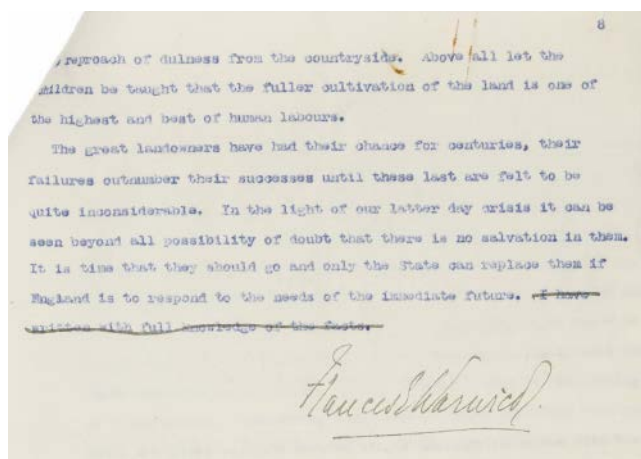 8
reproach of dulness from the countryside. Above all let the
children be taught that the fuller cultivation of the land is one of
the highest and best of human labours.
The great landowners have had their chance for centuries, their
failures outnumber their successes until these last are felt to be
quite inconsiderable. In the light of our latter day crisis it can be
seen beyond all possibility of doubt that there is no salvation in them.
It is time that they should go and only the State can replace them if
England is to respond to the needs of the immediate future. I have
written with full knowledge of the facts.
Frances E Warwick.